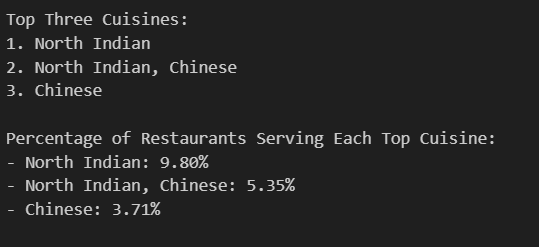 Top Three Cuisines:
1. North Indian
2. North Indian, Chinese
3. Chinese
Percentage of Restaurants Serving Each Top Cuisine:
- North Indian: 9.80%
- North Indian, Chinese: 5.35%
- Chinese: 3.71%